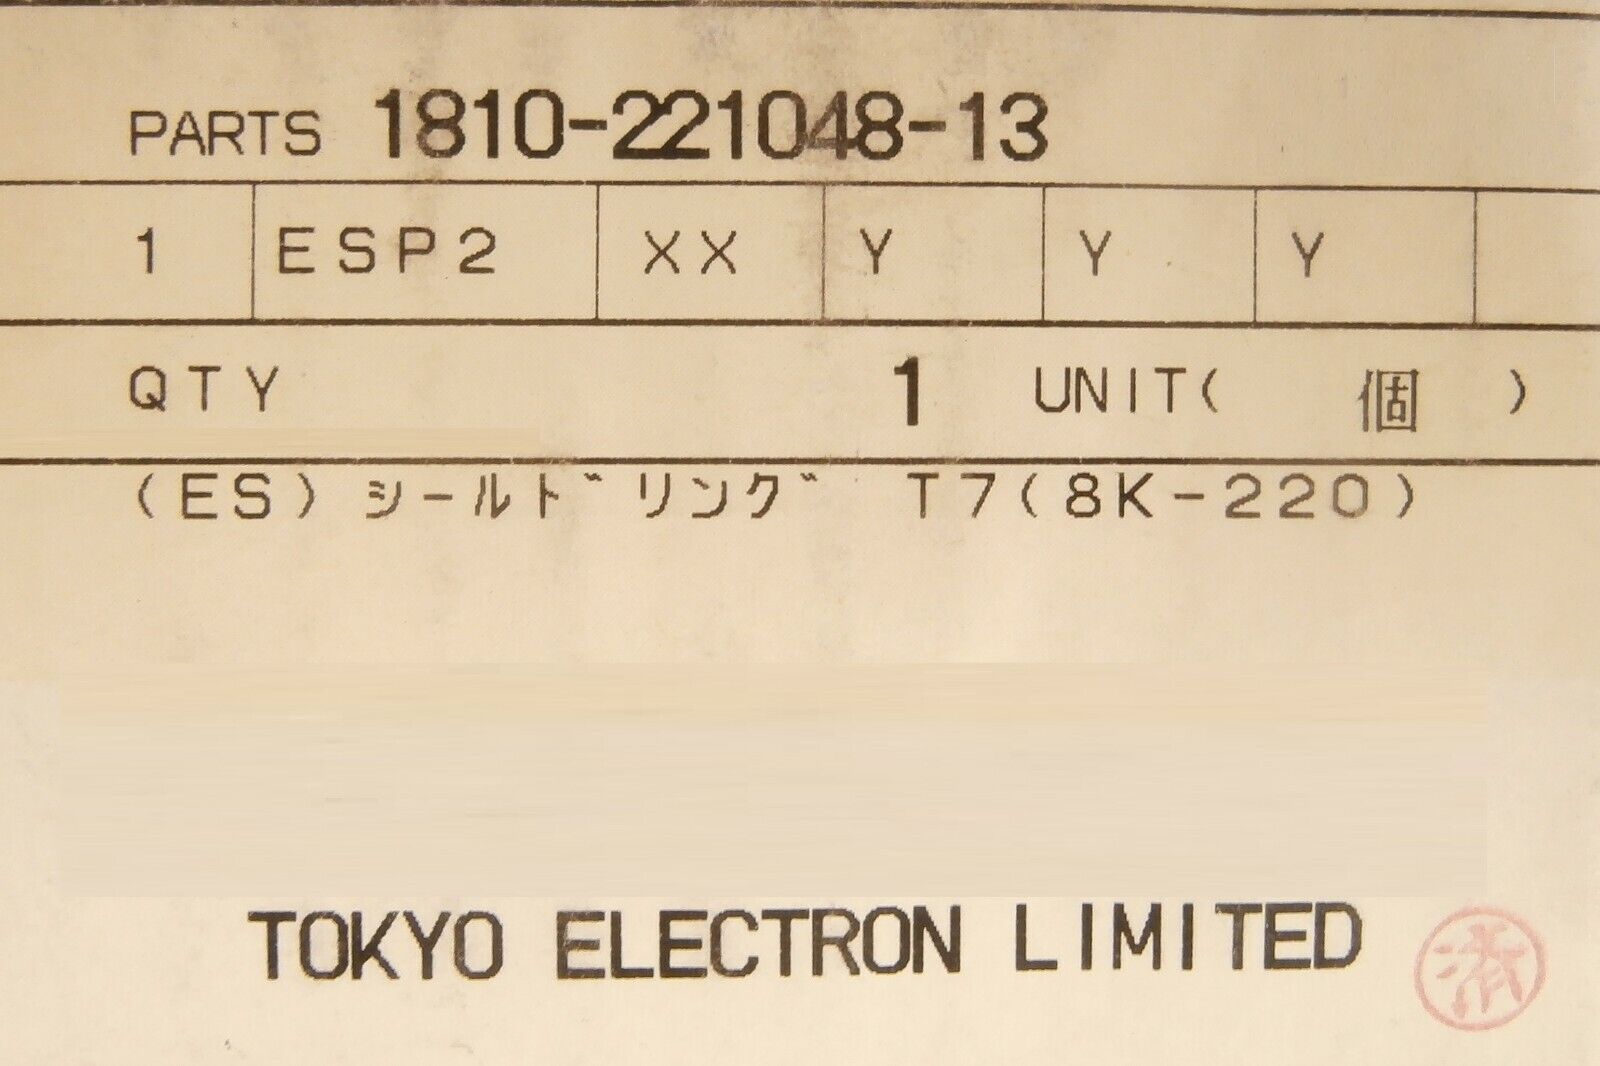 PARTS 1810-221048-13
1 ESP2 XX Y Y Y
QTY 1 UNIT( 個 )
(ES) シールド゛リンク゛ T7(8K-220)
TOKYO ELECTRON LIMITED
済